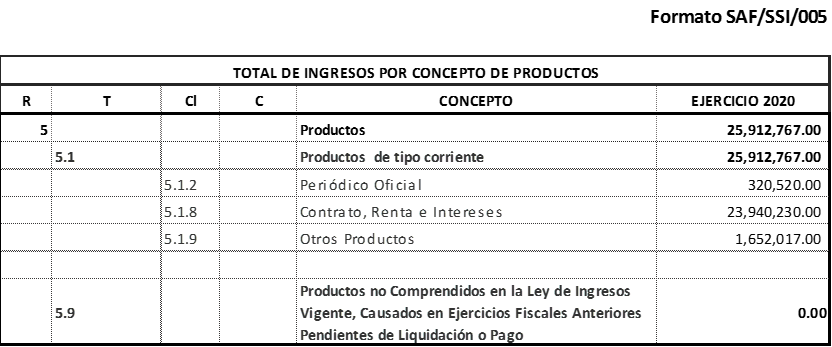 Formato SAF/SSI/005
TOTAL DE INGRESOS POR CONCEPTO DE PRODUCTOS
R T Cl C CONCEPTO EJERCICIO 2020
5 Productos 25,912,767.00
5.1 Productos de tipo corriente 25,912,767.00
5.1.2 Periódico Oficial 320,520.00
5.1.8 Contrato, Renta e Intereses 23,940,230.00
5.1.9 Otros Productos 1,652,017.00
Productos no Comprendidos en la Ley de Ingresos
5.9 Vigente, Causados en Ejercicios Fiscales Anteriores 0.00
Pendientes de Liquidación o Pago